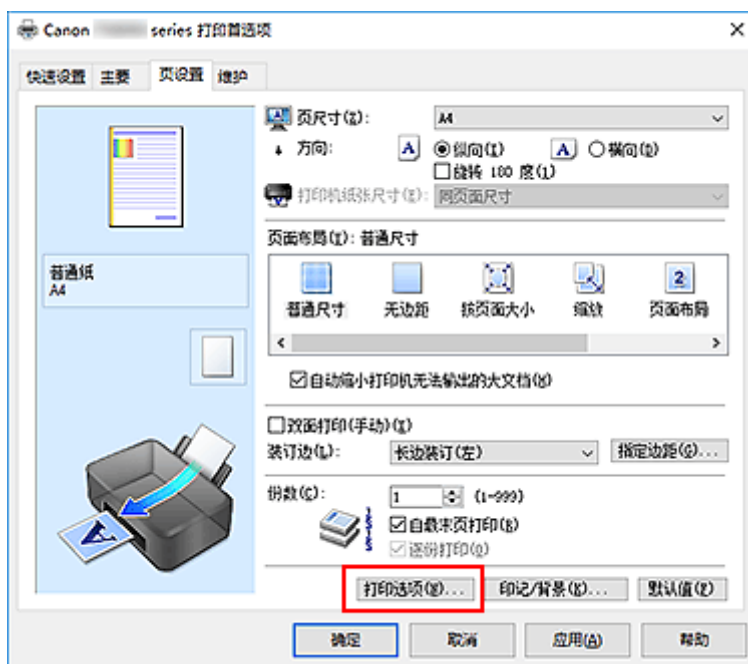 Canon series 打印首选项
快速设置 主要 页设置 维护
页尺寸(Z): A4
方向: A 纵向(I) A 横向(D)
旋转 180 度(1)
打印机纸张尺寸(E): 同页面尺寸
页面布局(T): 普通尺寸
普通尺寸 无边距 按页面大小 缩放 2 页面布局
自动缩小打印机无法输出的大文档(8)
普通纸
A4
双面打印(手动)(X)
装订边(L): 长边装订(左) 指定边距(G)...
份数(C): 1 (1-999)
自最末页打印(R)
逐份打印(O)
打印选项(N)... 印记/背景(K)... 默认值(F)
确定 取消 应用(A) 帮助